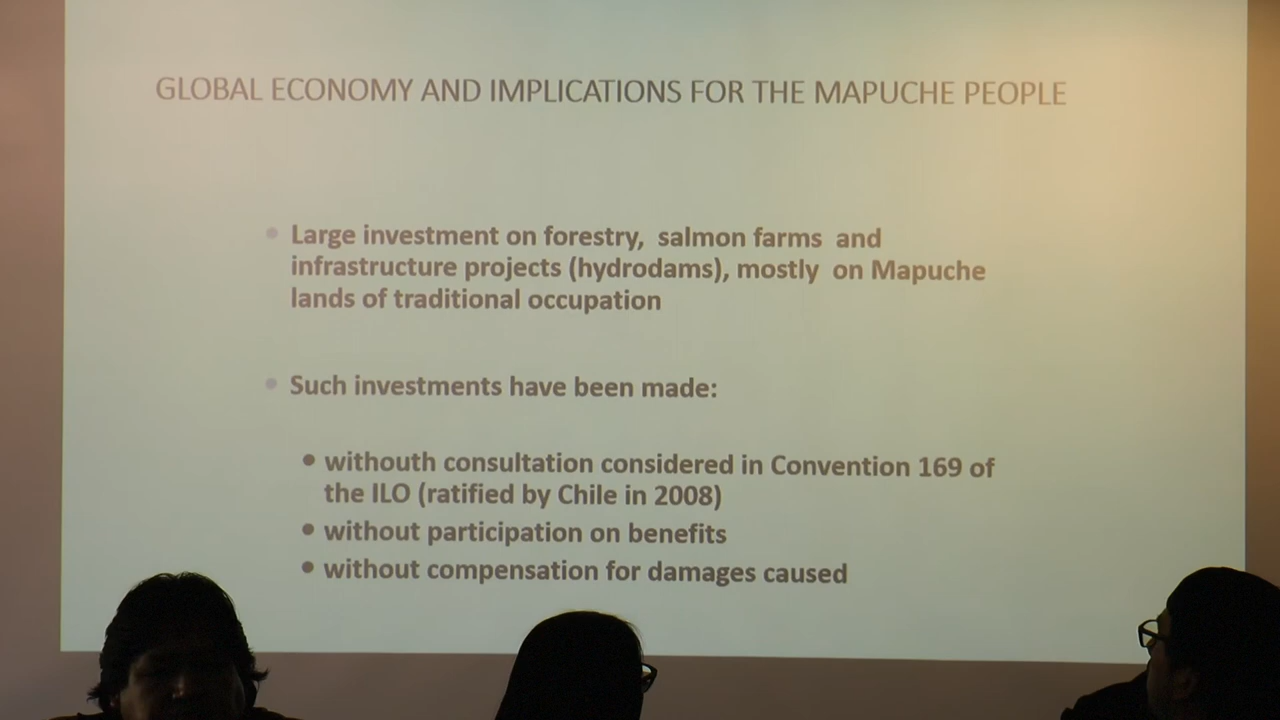 GLOBAL ECONOMY AND IMPLICATIONS FOR THE MAPUCHE PEOPLE
• Large investment on forestry, salmon farms and
infrastructure projects (hydrodams), mostly on Mapuche
lands of traditional occupation
• Such investments have been made:
• withouth consultation considered in Convention 169 of
the ILO (ratified by Chile in 2008)
• without participation on benefits
• without compensation for damages caused